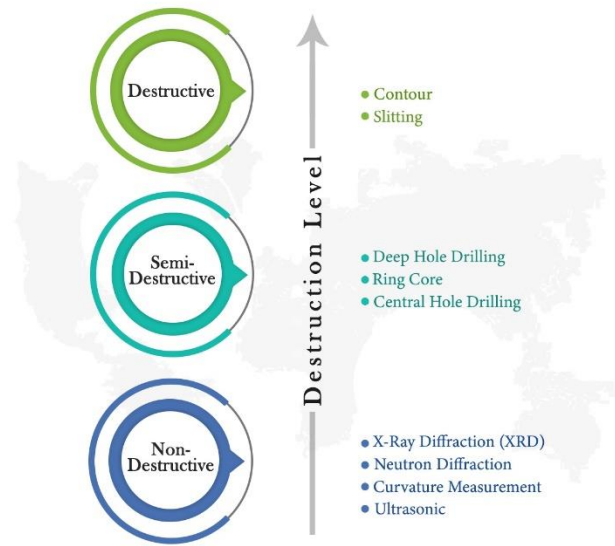 Destructive
• Contour
• Slitting
Destruction Level
Semi-
Destructive
• Deep Hole Drilling
• Ring Core
• Central Hole Drilling
Non-
Destructive
• X-Ray Diffraction (XRD)
• Neutron Diffraction
• Curvature Measurement
• Ultrasonic